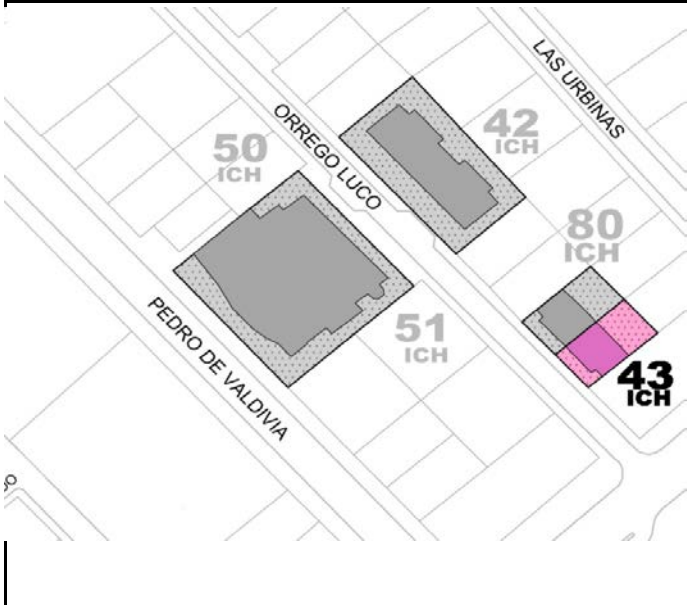 LAS URBINAS
42
ICH
ORREGO LUCO
50
ICH
80
ICH
51
ICH
PEDRO DE VALDIVIA
43
ICH